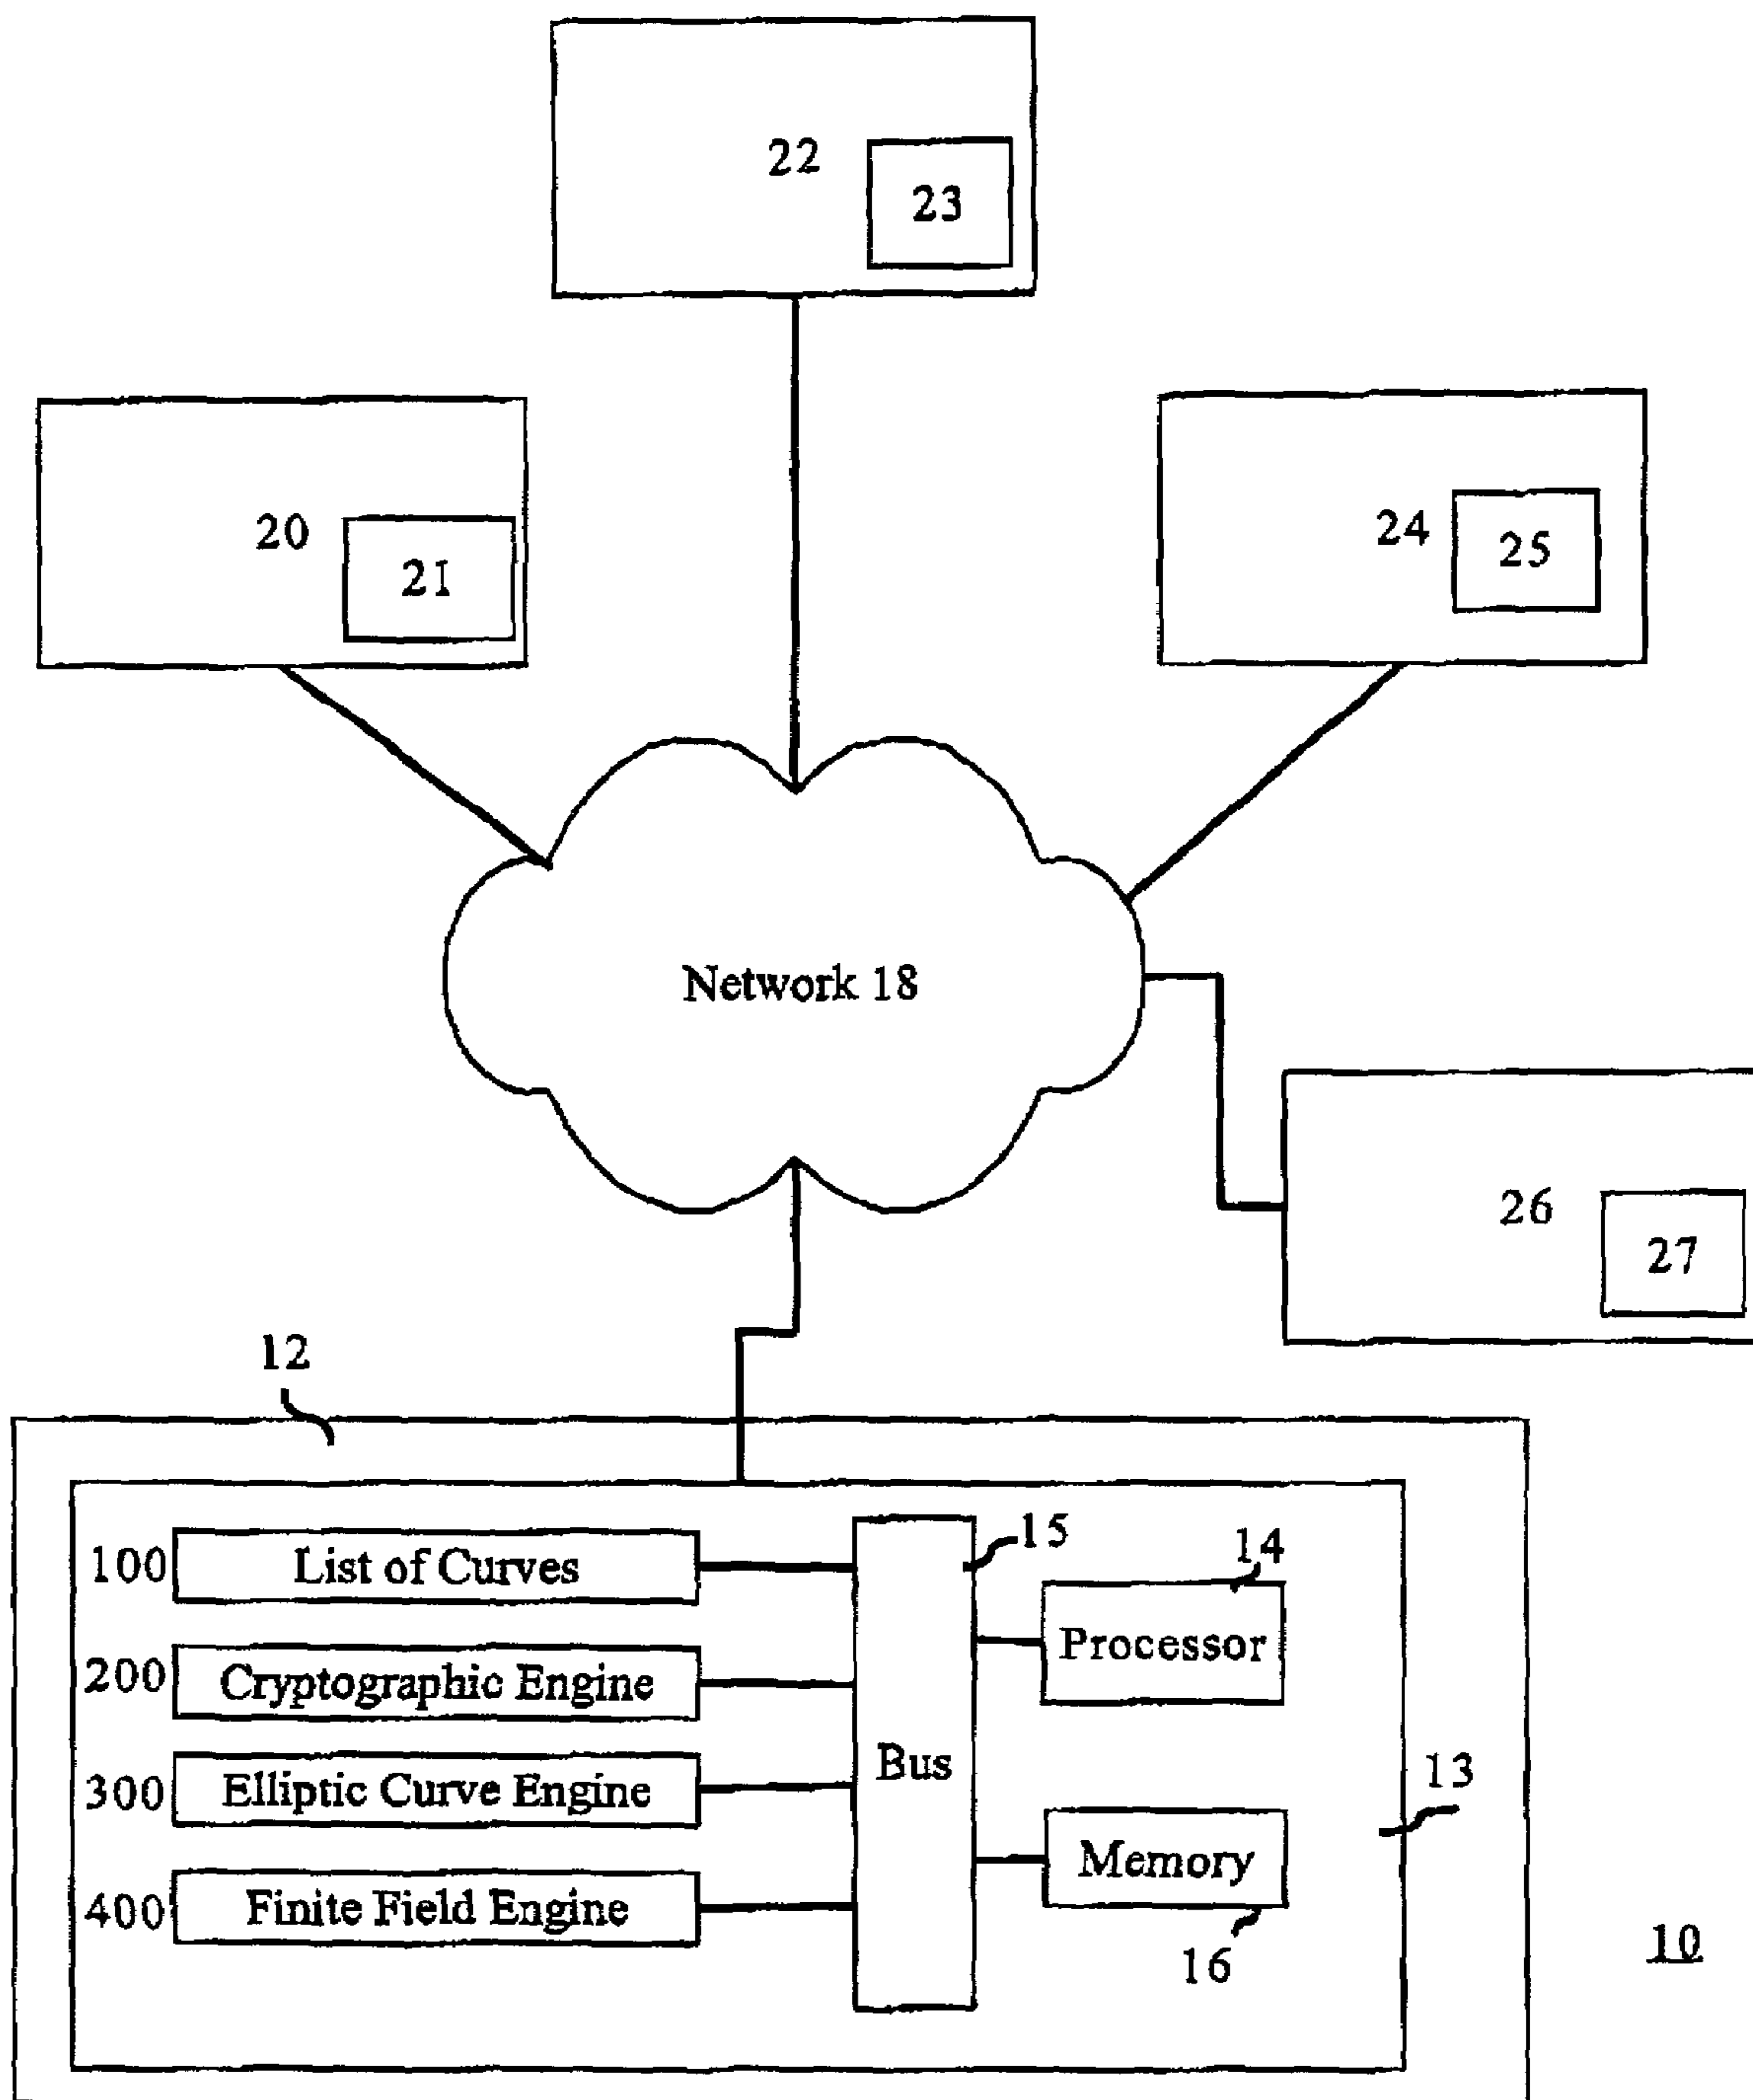 22
23
20
21
24
25
Network 18
26
27
12
15
14
100
List of Curves
Processor
200
Cryptographic Engine
Bus
13
300
Elliptic Curve Engine
Memory
400
Finite Field Engine
16
10